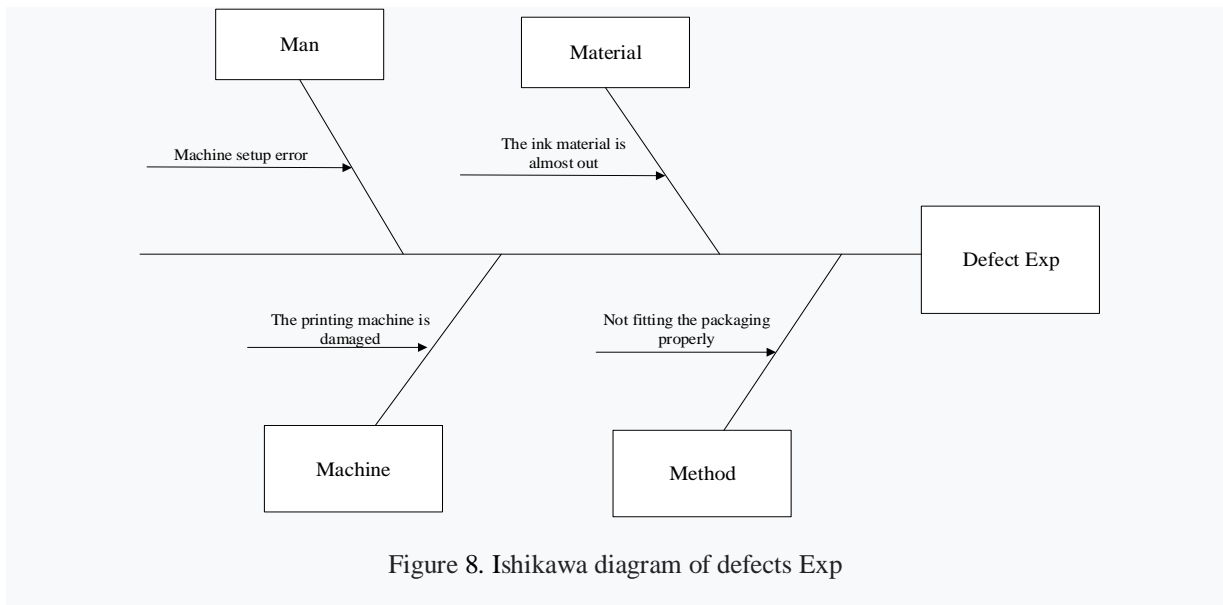 Man
Material
Machine setup error
The ink material is
almost out
Defect Exp
The printing machine is
damaged
Not fitting the packaging
properly
Machine
Method
Figure 8. Ishikawa diagram of defects Exp